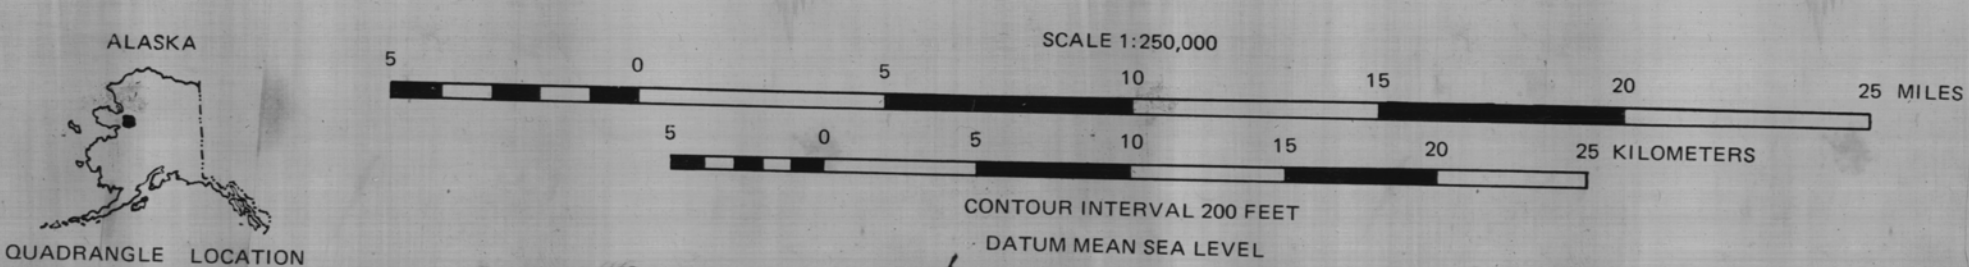 ALASKA
QUADRANGLE LOCATION
SCALE 1:250,000
5 0 5 10 15 20 25 MILES
5 0 5 10 15 20 25 KILOMETERS
CONTOUR INTERVAL 200 FEET
DATUM MEAN SEA LEVEL